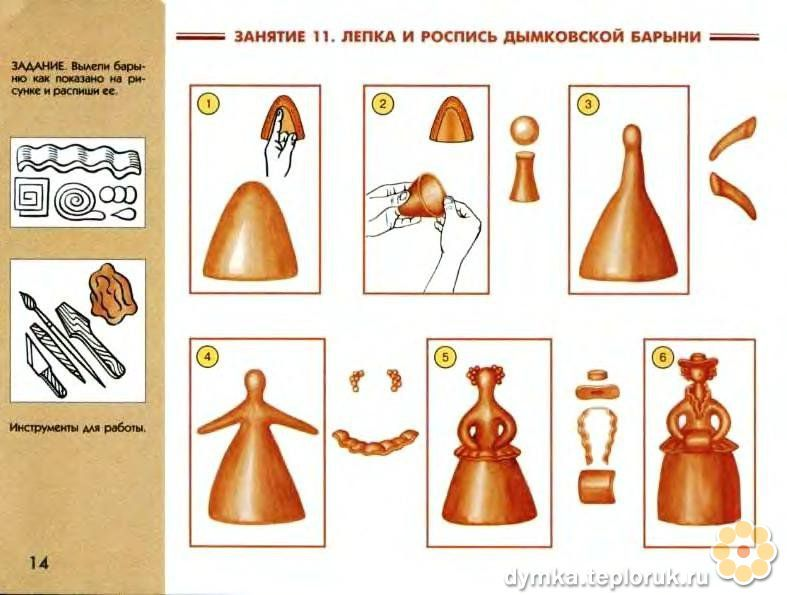 ЗАНЯТИЕ 11. ЛЕПКА И РОСПИСЬ ДЫМКОВСКОЙ БАРЫНИ
ЗАДАНИЕ. Вылепи бары-
ню как показано на ри-
сунке и распиши ее.
1
2
3
4
5
6
Инструменты для работы.
14
dymka.teploruk.ru